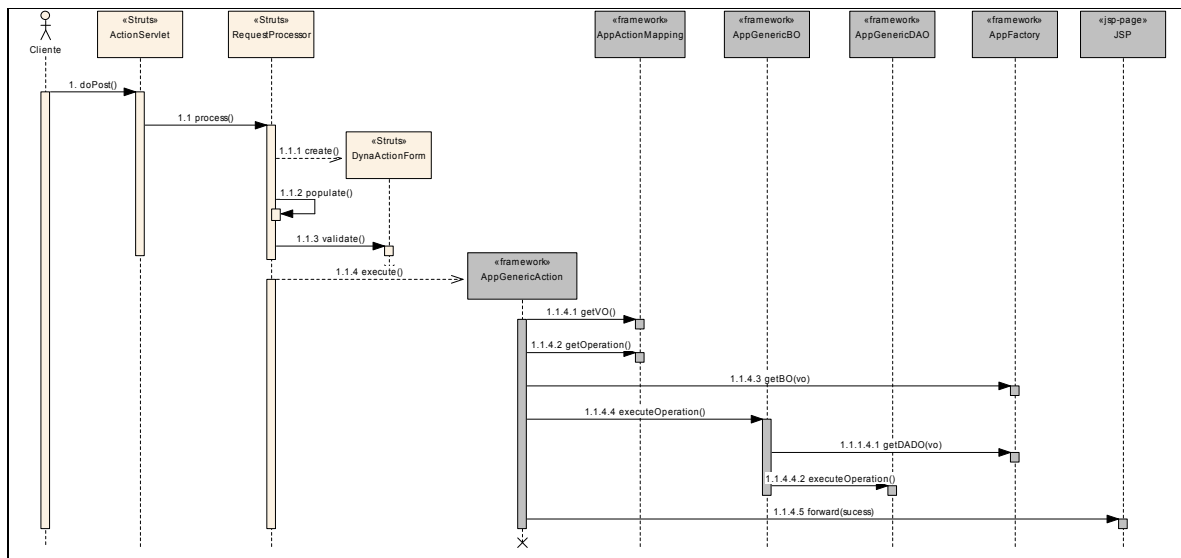 «Struts»
ActionServlet
«Struts»
RequestProcessor
«framework»
AppActionMapping
«framework»
AppGenericBO
«framework»
AppGenericDAO
«framework»
AppFactory
«jsp-page»
JSP
Cliente
1. doPost()
1.1 process()
«Struts»
DynaActionForm
1.1.1 create()
1.1.2 populate()
1.1.3 validate()
«framework»
AppGenericAction
1.1.4 execute()
1.1.4.1 getVO()
1.1.4.2 getOperation()
1.1.4.3 getBO(vo)
1.1.4.4 executeOperation()
1.1.1.4.1 getDADO(vo)
1.1.4.4.2 executeOperation()
1.1.4.5 forward(sucess)